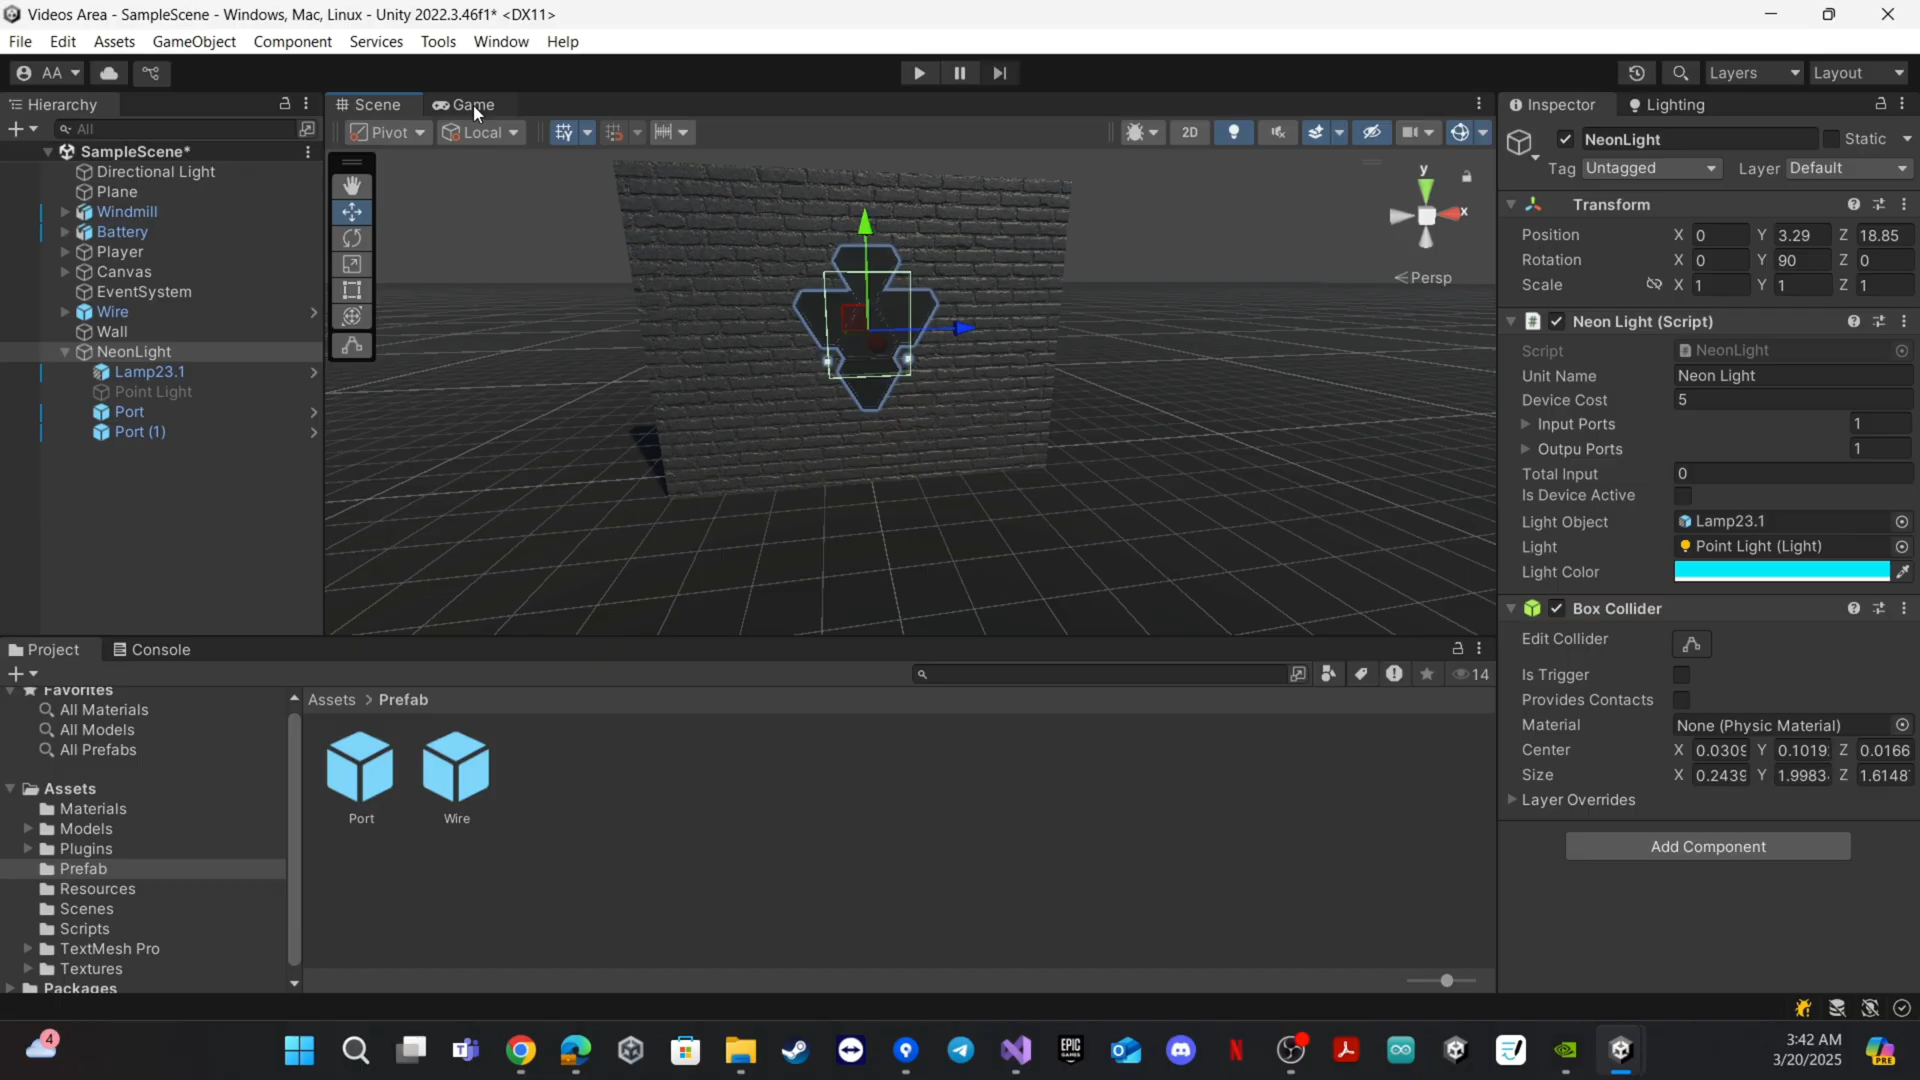 Videos Area - SampleScene - Windows, Mac, Linux - Unity 2022.3.46f1* <DX11>
File Edit Assets GameObject Component Services Tools Window Help
AA Layers Layout
Hierarchy
All
SampleScene*
Directional Light
Plane
Windmill
Battery
Player
Canvas
EventSystem
Wire
Wall
NeonLight
Lamp23.1
Point Light
Port
Port (1)
Scene Game
Pivot Local 2D
y
x
Persp
Inspector Lighting
NeonLight Static
Tag Untagged Layer Default
Transform
Position X 0 Y 3.29 Z 18.85
Rotation X 0 Y 90 Z 0
Scale X 1 Y 1 Z 1
Neon Light (Script)
Script NeonLight
Unit Name Neon Light
Device Cost 5
Input Ports 1
Outpu Ports 1
Total Input 0
Is Device Active
Light Object Lamp23.1
Light Point Light (Light)
Light Color
Box Collider
Edit Collider
Is Trigger
Provides Contacts
Material None (Physic Material)
Center X 0.0309 Y 0.1019 Z 0.0166
Size X 0.2439 Y 1.9983 Z 1.6148
Layer Overrides
Add Component
Project Console
14
Favorites
All Materials
All Models
All Prefabs
Assets
Materials
Models
Plugins
Prefab
Resources
Scenes
Scripts
TextMesh Pro
Textures
Packages
Assets > Prefab
Port Wire
4
EPIC GAMES
N
PRE
3:42 AM
3/20/2025